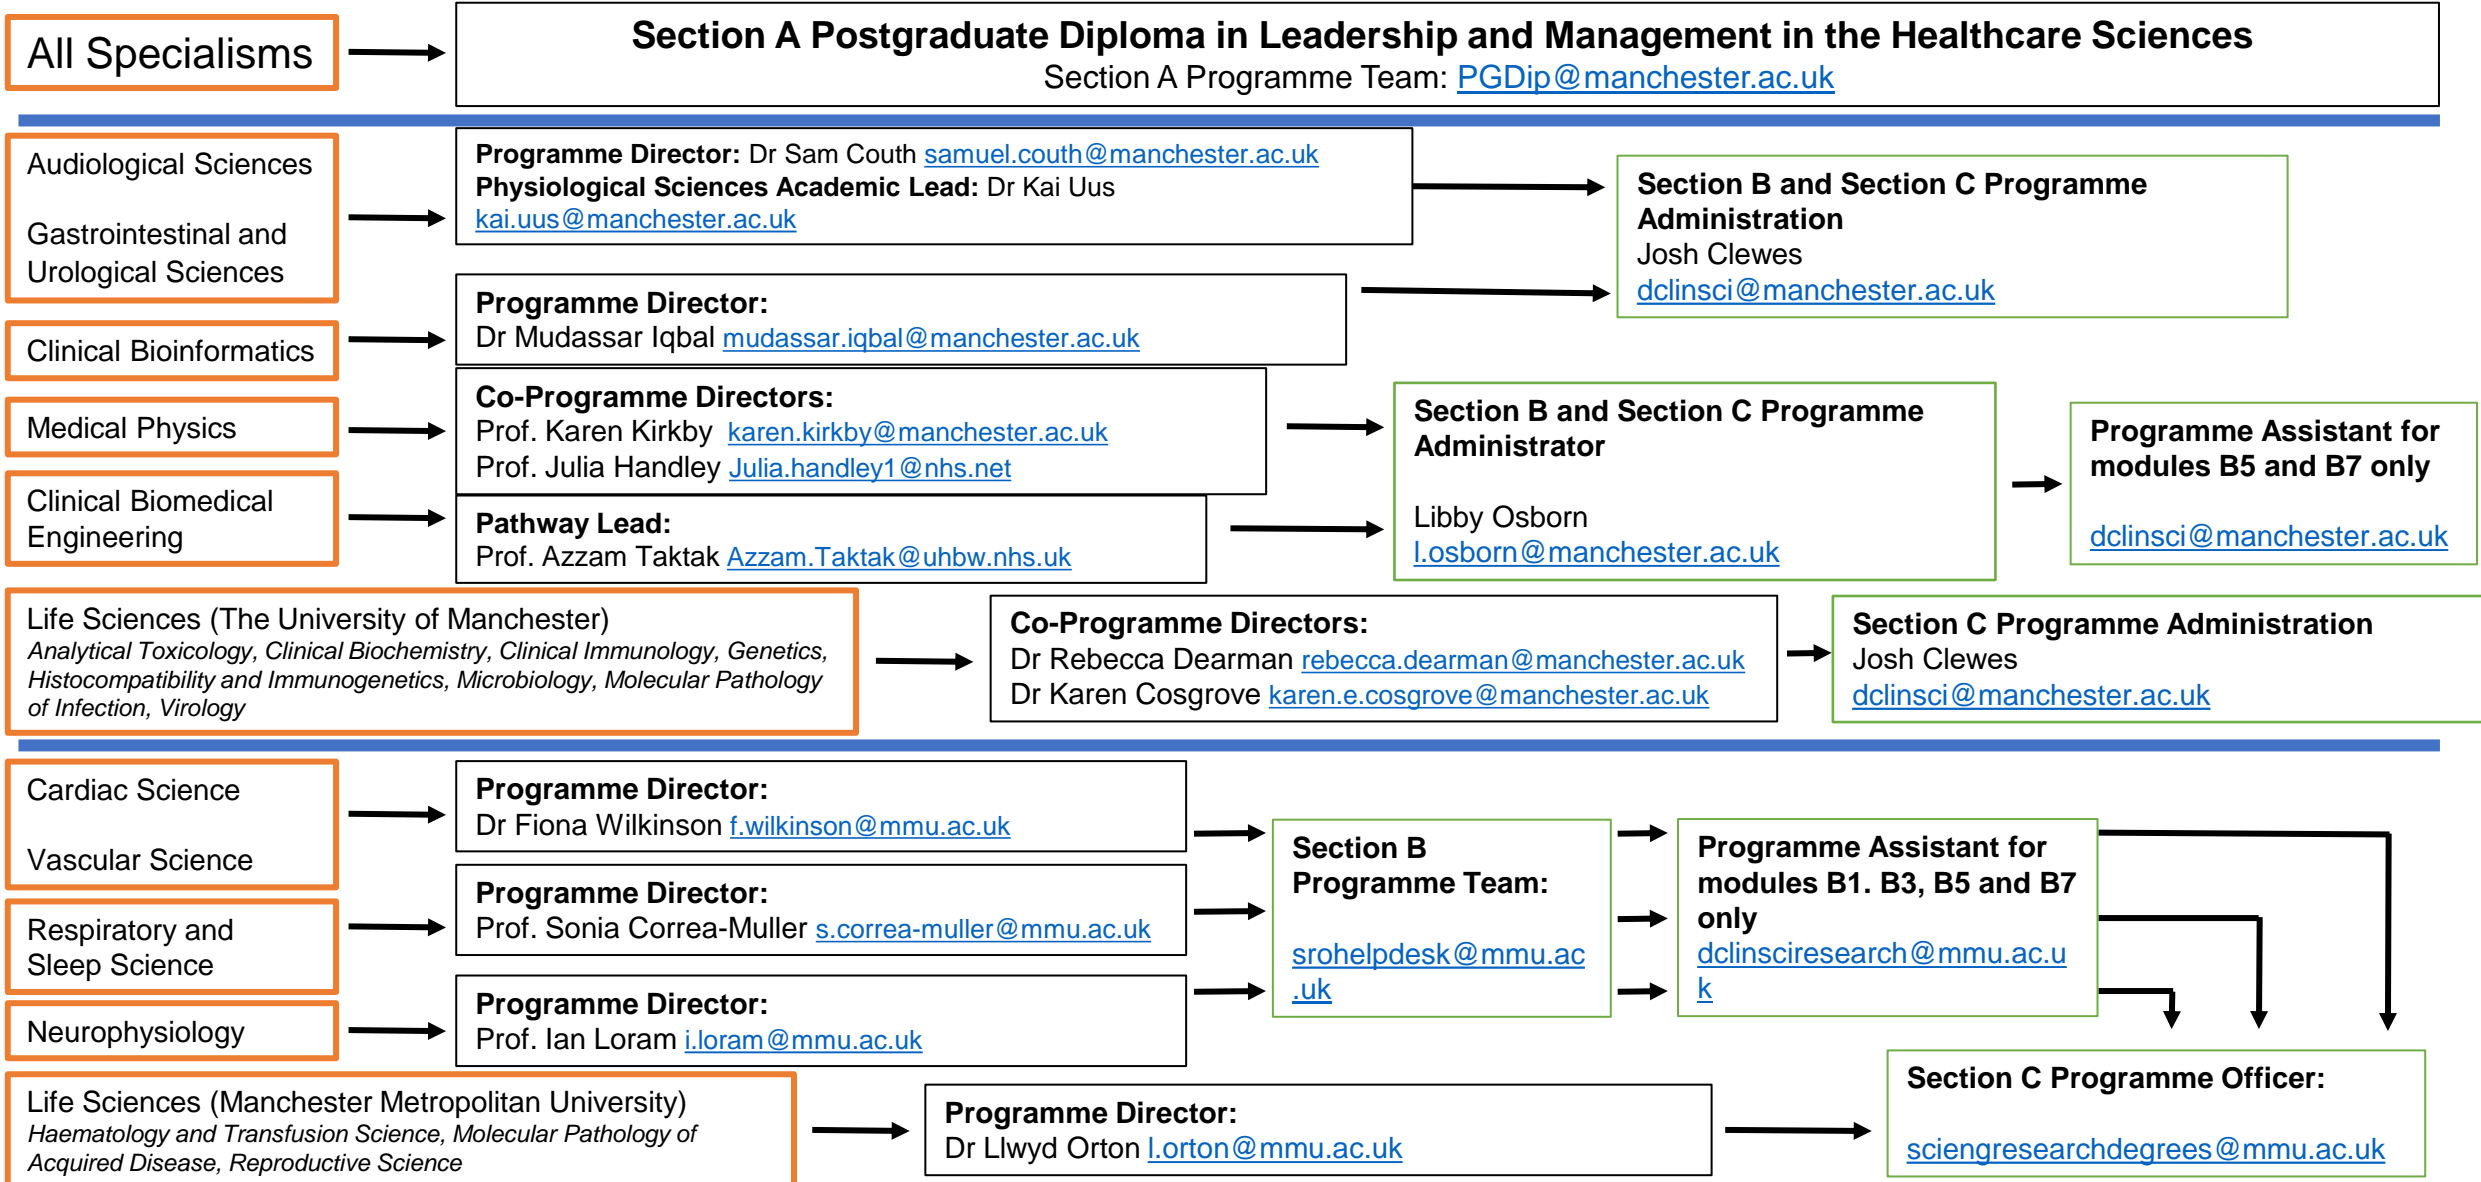 All Specialisms
Section A Postgraduate Diploma in Leadership and Management in the Healthcare Sciences
Section A Programme Team: PGDip@manchester.ac.uk
Audiological Sciences
Gastrointestinal and
Urological Sciences
Programme Director: Dr Sam Couth samuel.couth@manchester.ac.uk
Physiological Sciences Academic Lead: Dr Kai Uus
kai.uus@manchester.ac.uk
Section B and Section C Programme
Administration
Josh Clewes
dclinsci@manchester.ac.uk
Clinical Bioinformatics
Programme Director:
Dr Mudassar Iqbal mudassar.iqbal@manchester.ac.uk
Medical Physics
Co-Programme Directors:
Prof. Karen Kirkby karen.kirkby@manchester.ac.uk
Prof. Julia Handley Julia.handley1@nhs.net
Section B and Section C Programme
Administrator
Libby Osborn
l.osborn@manchester.ac.uk
Programme Assistant for
modules B5 and B7 only
dclinsci@manchester.ac.uk
Clinical Biomedical
Engineering
Pathway Lead:
Prof. Azzam Taktak Azzam.Taktak@uhbw.nhs.uk
Life Sciences (The University of Manchester)
Analytical Toxicology, Clinical Biochemistry, Clinical Immunology, Genetics,
Histocompatibility and Immunogenetics, Microbiology, Molecular Pathology
of Infection, Virology
Co-Programme Directors:
Dr Rebecca Dearman rebecca.dearman@manchester.ac.uk
Dr Karen Cosgrove karen.e.cosgrove@manchester.ac.uk
Section C Programme Administration
Josh Clewes
dclinsci@manchester.ac.uk
Cardiac Science
Vascular Science
Programme Director:
Dr Fiona Wilkinson f.wilkinson@mmu.ac.uk
Respiratory and
Sleep Science
Programme Director:
Prof. Sonia Correa-Muller s.correa-muller@mmu.ac.uk
Neurophysiology
Programme Director:
Prof. Ian Loram i.loram@mmu.ac.uk
Section B
Programme Team:
srohelpdesk@mmu.ac
.uk
Programme Assistant for
modules B1. B3, B5 and B7
only
dclinsciresearch@mmu.ac.u
k
Life Sciences (Manchester Metropolitan University)
Haematology and Transfusion Science, Molecular Pathology of
Acquired Disease, Reproductive Science
Programme Director:
Dr Llwyd Orton l.orton@mmu.ac.uk
Section C Programme Officer:
sciengresearchdegrees@mmu.ac.uk